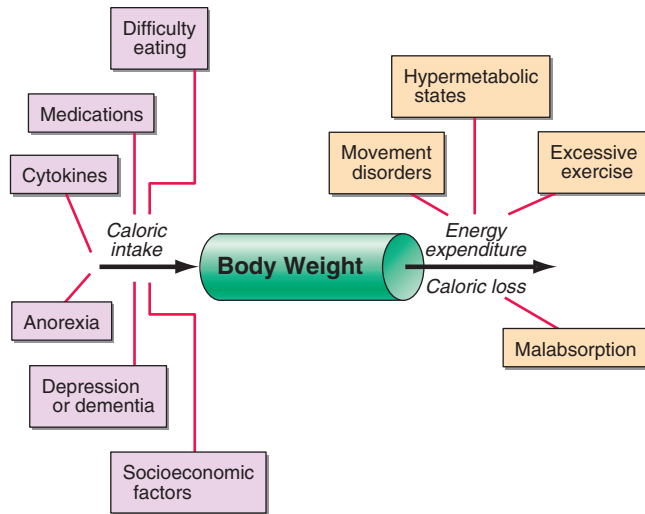 Difficulty
eating
Medications
Cytokines
Caloric
intake
Anorexia
Depression
or dementia
Socioeconomic
factors
Body Weight
Hypermetabolic
states
Movement
disorders
Excessive
exercise
Energy
expenditure
Caloric loss
Malabsorption